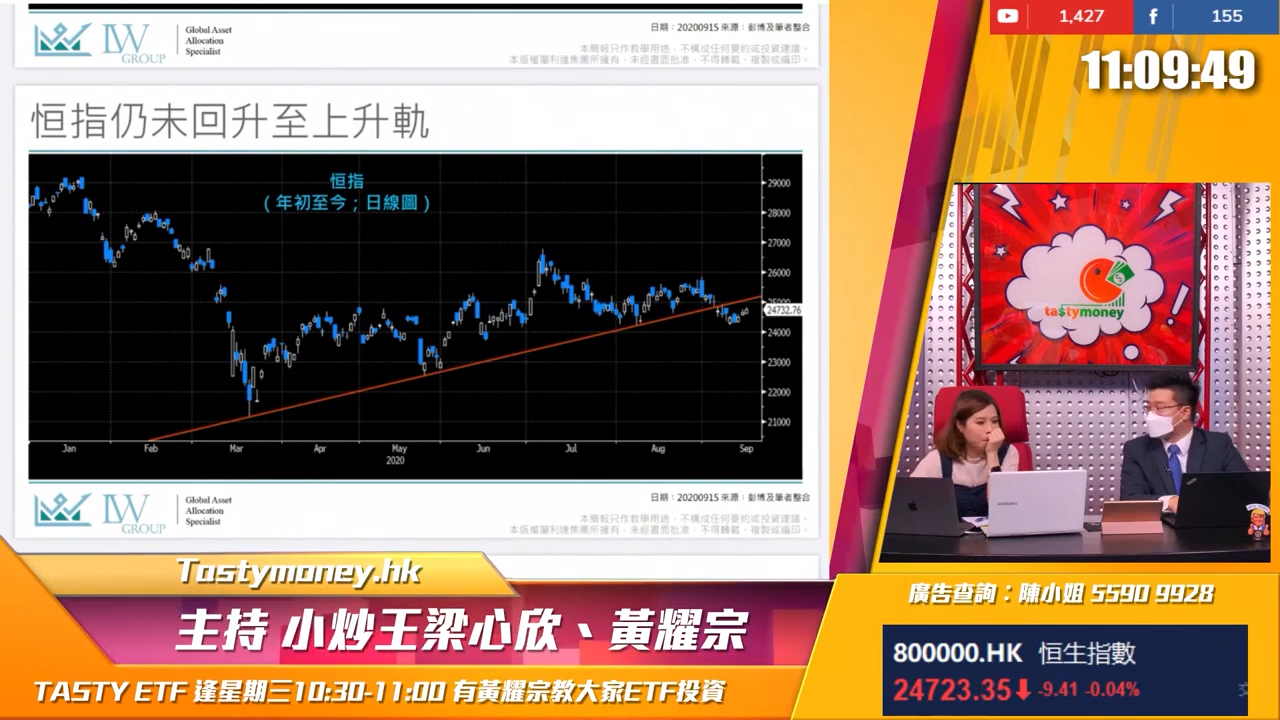 IW GROUP
Global Asset
Allocation
Specialist
日期：20200915 來源：彭博及筆者整合
本簡報只作教學用途，不構成任何要約或投資建議。
本版權屬利達集團所擁有，未經書面批准，不得轉載、複製或編印。
恒指仍未回升至上升軌
恒指
（年初至今；日線圖）
29000
28000
27000
26000
25000
24732.76
24000
23000
22000
21000
Jan Feb Mar Apr May Jun Jul Aug Sep
2020
IW GROUP
Global Asset
Allocation
Specialist
日期：20200915 來源：彭博及筆者整合
本簡報只作教學用途，不構成任何要約或投資建議。
本版權屬利達集團所擁有，未經書面批准，不得轉載、複製或編印。
1,427
f 155
11:09:49
ta$tymoney
SAMSUNG
Tastymoney.hk
主持 小炒王梁心欣、黃耀宗
TASTY ETF 逢星期三10:30-11:00 有黃耀宗教大家ETF投資
廣告查詢：陳小姐 5590 9928
800000.HK 恒生指數
24723.35 -9.41 -0.04%